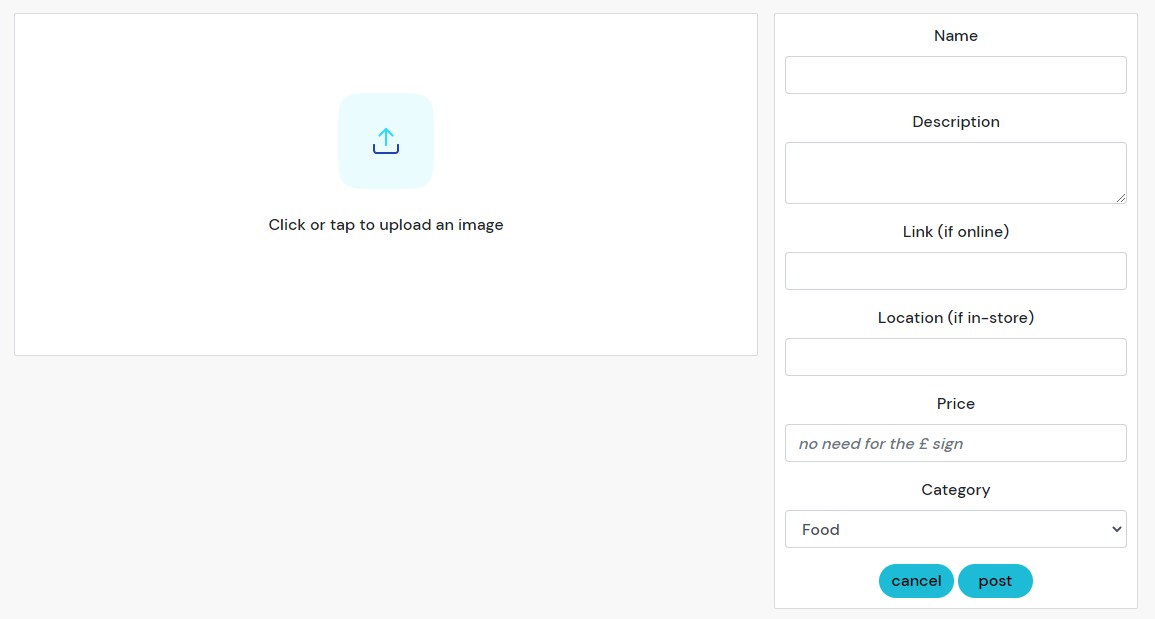 Click or tap to upload an image
Name
Description
Link (if online)
Location (if in-store)
Price
no need for the £ sign
Category
Food
cancel post